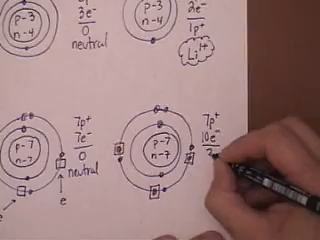 p-3
n-4
3e⁻
0
neutral
p-3
n-4
2e⁻
1p⁺
Li¹⁺
p-7
n-7
7p⁺
7e⁻
0
neutral
e
e
p-7
n-7
7p⁺
10e⁻